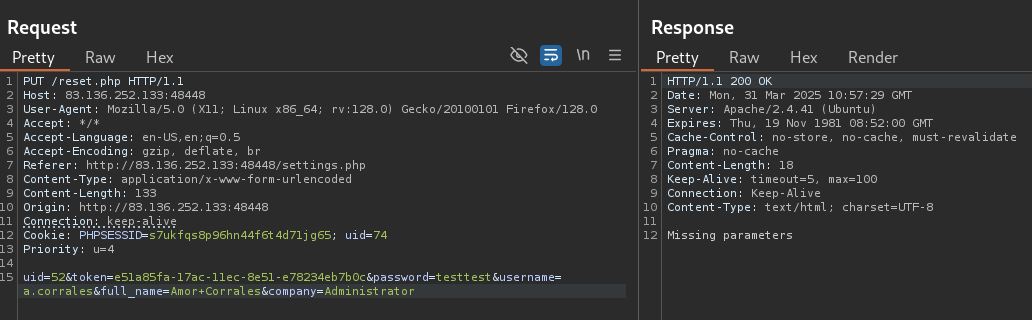 Request
Pretty Raw Hex
\n
1 PUT /reset.php HTTP/1.1
2 Host: 83.136.252.133:48448
3 User-Agent: Mozilla/5.0 (X11; Linux x86_64; rv:128.0) Gecko/20100101 Firefox/128.0
4 Accept: */*
5 Accept-Language: en-US,en;q=0.5
6 Accept-Encoding: gzip, deflate, br
7 Referer: http://83.136.252.133:48448/settings.php
8 Content-Type: application/x-www-form-urlencoded
9 Content-Length: 133
10 Origin: http://83.136.252.133:48448
11 Connection: keep-alive
12 Cookie: PHPSESSID=s7ukfqs8p96hn44f6t4d71jg65; uid=74
13 Priority: u=4
14
15 uid=52&token=e51a85fa-17ac-11ec-8e51-e78234eb7b0c&password=testtest&username=
a.corrales&full_name=Amor+Corrales&company=Administrator
Response
Pretty Raw Hex Render
1 HTTP/1.1 200 OK
2 Date: Mon, 31 Mar 2025 10:57:29 GMT
3 Server: Apache/2.4.41 (Ubuntu)
4 Expires: Thu, 19 Nov 1981 08:52:00 GMT
5 Cache-Control: no-store, no-cache, must-revalidate
6 Pragma: no-cache
7 Content-Length: 18
8 Keep-Alive: timeout=5, max=100
9 Connection: Keep-Alive
10 Content-Type: text/html; charset=UTF-8
11
12 Missing parameters